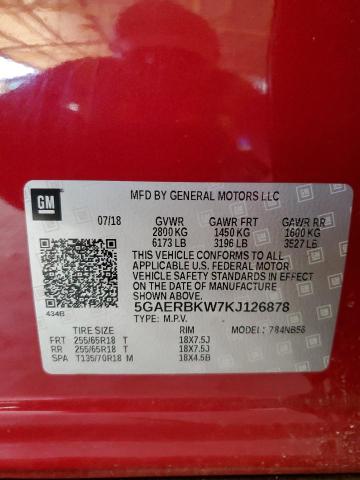 GM
MFD BY GENERAL MOTORS LLC
07/18 GVWR GAWR FRT GAWR RR
2800 KG 1450 KG 1600 KG
6173 LB 3196 LB 3527 LB
THIS VEHICLE CONFORMS TO ALL
APPLICABLE U.S. FEDERAL MOTOR
VEHICLE SAFETY STANDARDS IN EFFECT
ON THE DATE OF MANUFACTURE
SHOWN ABOVE.
434B
5GAERBKW7KJ126878
TYPE: M.P.V.
TIRE SIZE RIM MODEL: 784NB56
FRT 255/65R18 T 18X7.5J
RR 255/65R18 T 18X7.5J
SPA T135/70R18 M 18X4.5B